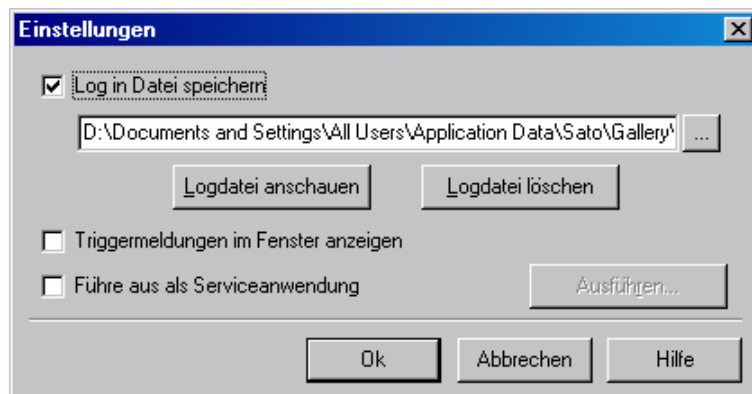 Einstellungen
Log in Datei speichern
D:\Documents and Settings\All Users\Application Data\Sato\Gallery\
...
Logdatei anschauen
Logdatei löschen
Triggermeldungen im Fenster anzeigen
Führe aus als Serviceanwendung
Ausführen...
Ok
Abbrechen
Hilfe